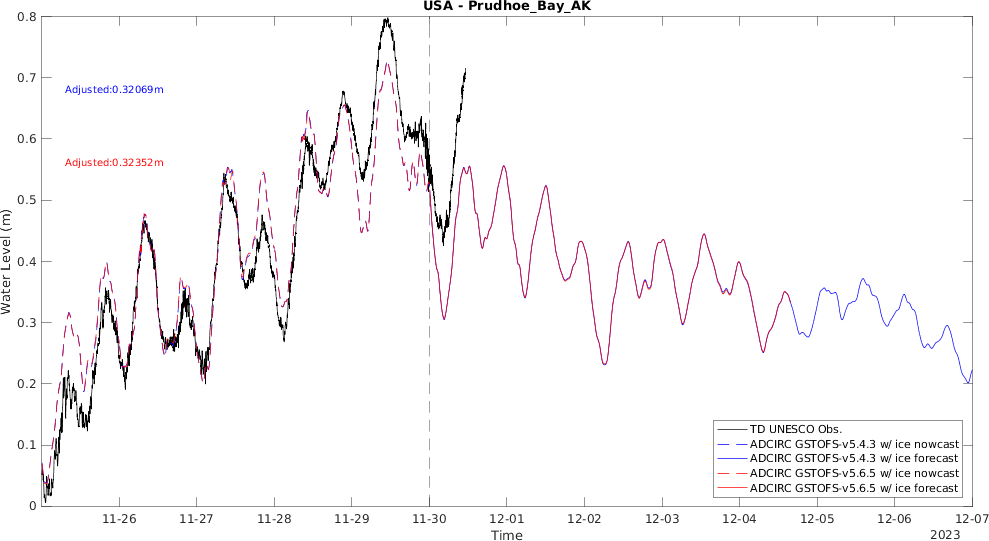 USA - Prudhoe_Bay_AK
0.8
0.7
0.6
0.5
0.4
0.3
0.2
0.1
0
Water Level (m)
Adjusted:0.32069m
Adjusted:0.32352m
TD UNESCO Obs.
ADCIRC GSTOFS-v5.4.3 w/ ice nowcast
ADCIRC GSTOFS-v5.4.3 w/ ice forecast
ADCIRC GSTOFS-v5.6.5 w/ ice nowcast
ADCIRC GSTOFS-v5.6.5 w/ ice forecast
11-26 11-27 11-28 11-29 11-30 12-01 12-02 12-03 12-04 12-05 12-06 12-07
Time
2023